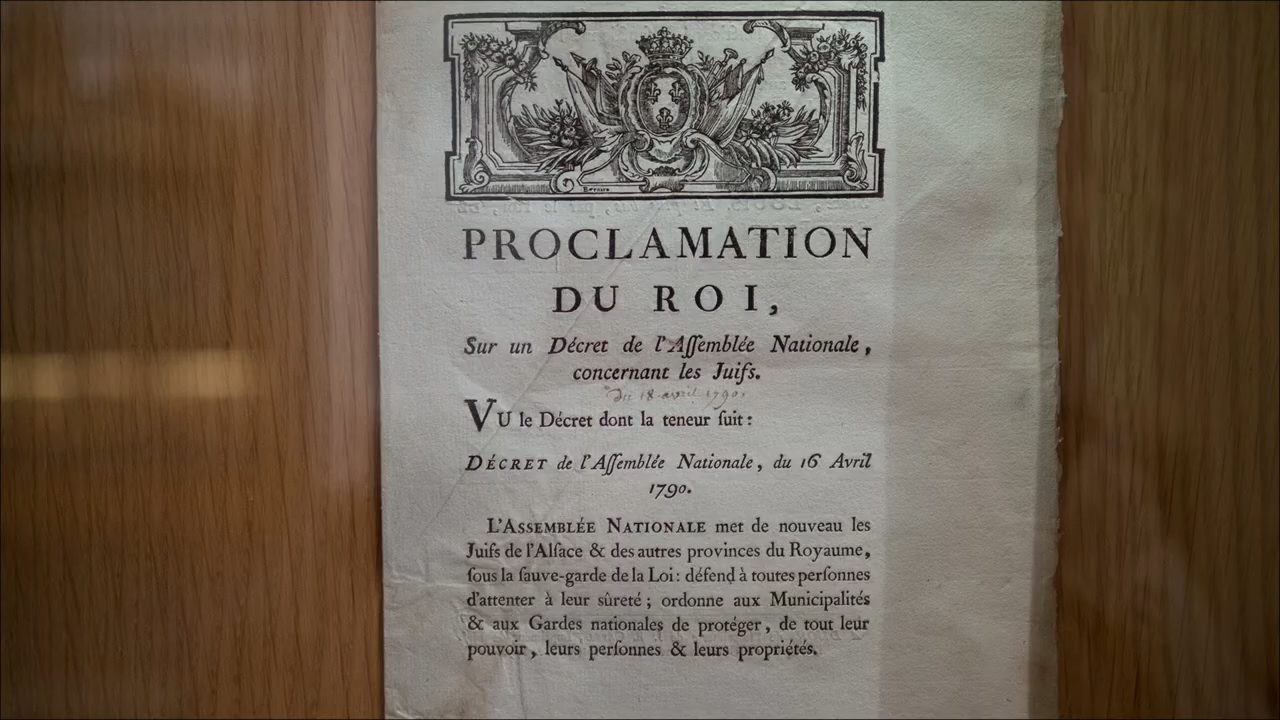 PROCLAMATION
DU ROI,
Sur un Décret de l'Aſſemblée Nationale,
concernant les Juifs.
du 18 avril 1790.
VU le Décret dont la teneur ſuit :
DÉCRET de l'Aſſemblée Nationale, du 16 Avril
1790.
L'ASSEMBLÉE NATIONALE met de nouveau les
Juifs de l'Alſace & des autres provinces du Royaume,
ſous la ſauve-garde de la Loi : défend à toutes perſonnes
d'attenter à leur sûreté ; ordonne aux Municipalités
& aux Gardes nationales de protéger, de tout leur
pouvoir, leurs perſonnes & leurs propriétés.